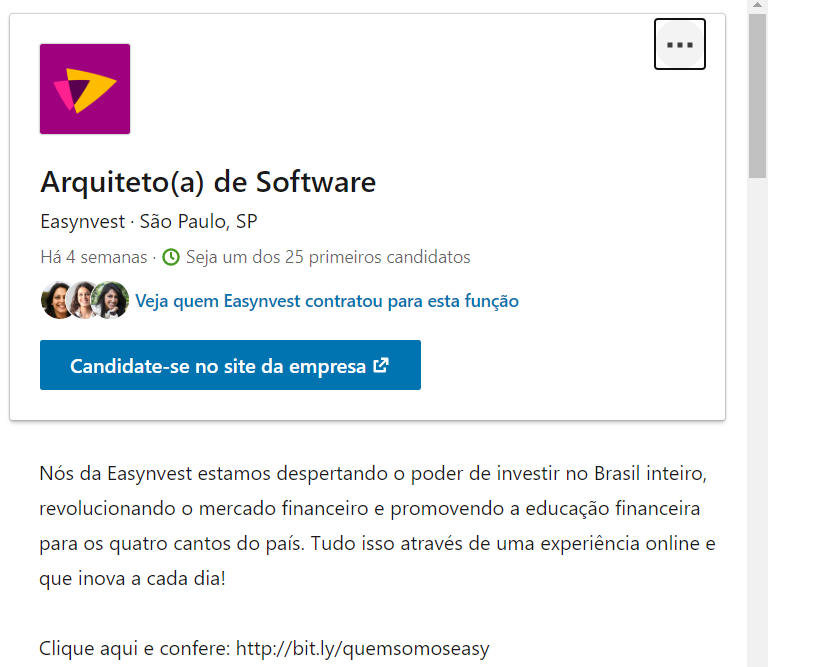 Arquiteto(a) de Software
Easynvest · São Paulo, SP
Há 4 semanas · Seja um dos 25 primeiros candidatos
Veja quem Easynvest contratou para esta função
Candidate-se no site da empresa
Nós da Easynvest estamos despertando o poder de investir no Brasil inteiro,
revolucionando o mercado financeiro e promovendo a educação financeira
para os quatro cantos do país. Tudo isso através de uma experiência online e
que inova a cada dia!
Clique aqui e confere: http://bit.ly/quemsomoseasy